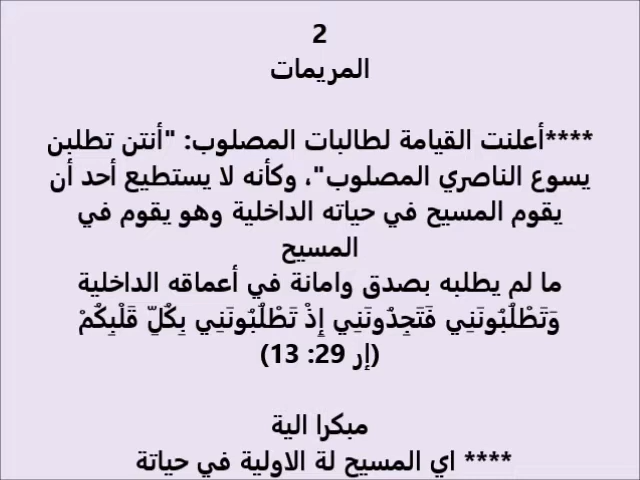 2
المريمات
****أعلنت القيامة لطالبات المصلوب: "أنتن تطلبن
يسوع الناصري المصلوب"، وكأنه لا يستطيع أحد أن
يقوم المسيح في حياته الداخلية وهو يقوم في
المسيح
ما لم يطلبه بصدق وامانة في أعماقه الداخلية
وَتَطْلُبُونَنِي فَتَجِدُونَنِي إِذْ تَطْلُبُونَنِي بِكُلِّ قَلْبِكُمْ
(إر 29: 13)
مبكرا الية
**** اي المسيح لة الاولية في حياتة